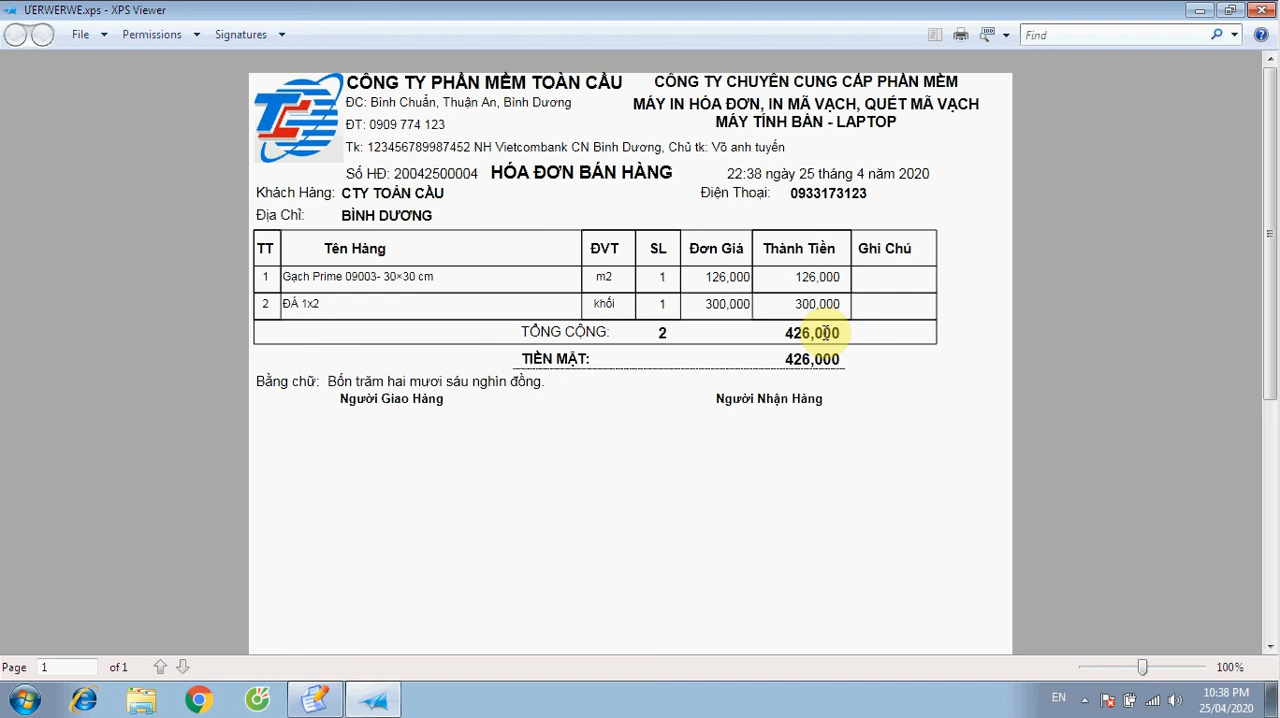 UERWERWE.xps - XPS Viewer
File Permissions Signatures Find
CÔNG TY PHẦN MỀM TOÀN CẦU
ĐC: Bình Chuẩn, Thuận An, Bình Dương
ĐT: 0909 774 123
CÔNG TY CHUYÊN CUNG CẤP PHẦN MỀM
MÁY IN HÓA ĐƠN, IN MÃ VẠCH, QUÉT MÃ VẠCH
MÁY TÍNH BÀN - LAPTOP
Tk: 123456789987452 NH Vietcombank CN Bình Dương, Chủ tk: Võ anh tuyến
Số HĐ: 20042500004 HÓA ĐƠN BÁN HÀNG 22:38 ngày 25 tháng 4 năm 2020
Khách Hàng: CTY TOÀN CẦU Điện Thoại: 0933173123
Địa Chỉ: BÌNH DƯƠNG
TT Tên Hàng ĐVT SL Đơn Giá Thành Tiền Ghi Chú
1 Gạch Prime 09003- 30×30 cm m2 1 126,000 126,000
2 ĐÁ 1x2 khối 1 300,000 300,000
TỔNG CỘNG: 2 426,000
TIỀN MẶT: 426,000
Bằng chữ: Bốn trăm hai mươi sáu nghìn đồng.
Người Giao Hàng Người Nhận Hàng
Page 1 of 1 100%
EN 10:38 PM
25/04/2020